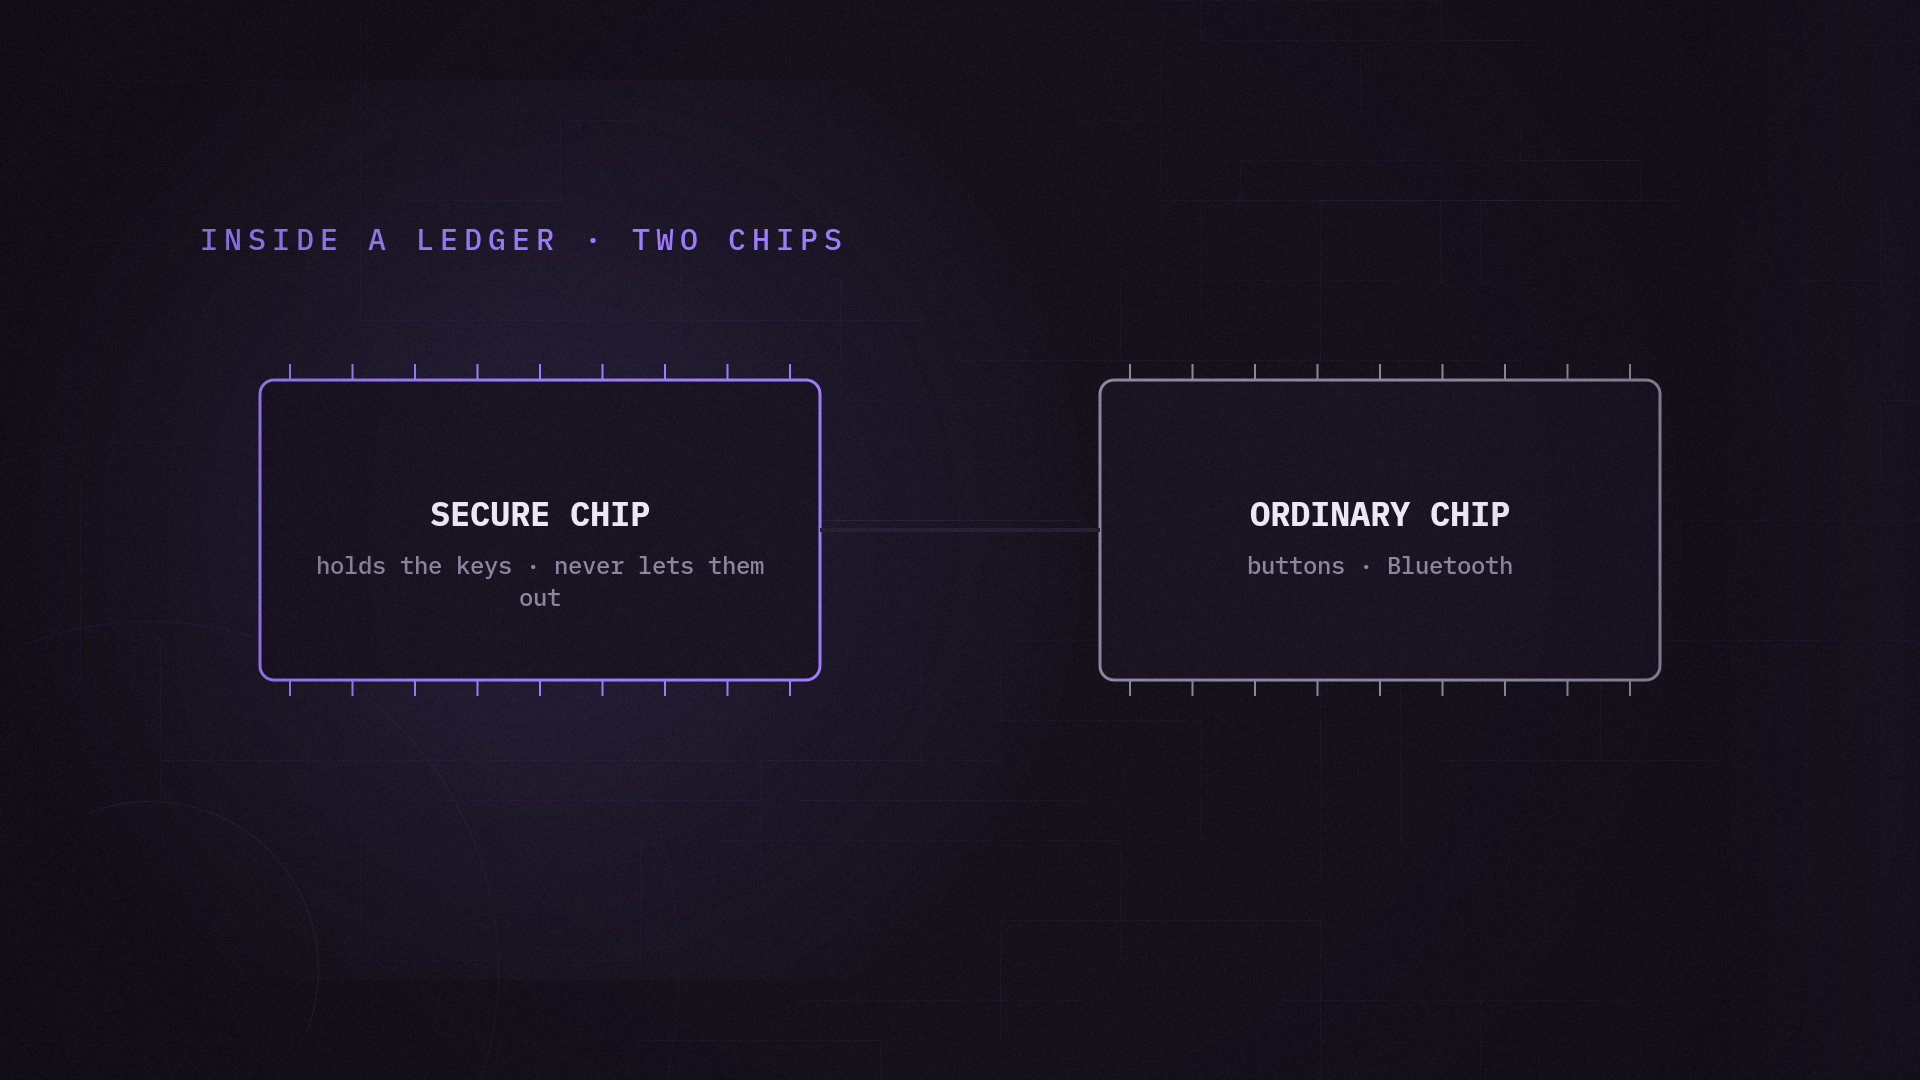 INSIDE A LEDGER · TWO CHIPS
SECURE CHIP
holds the keys · never lets them
out
ORDINARY CHIP
buttons · Bluetooth